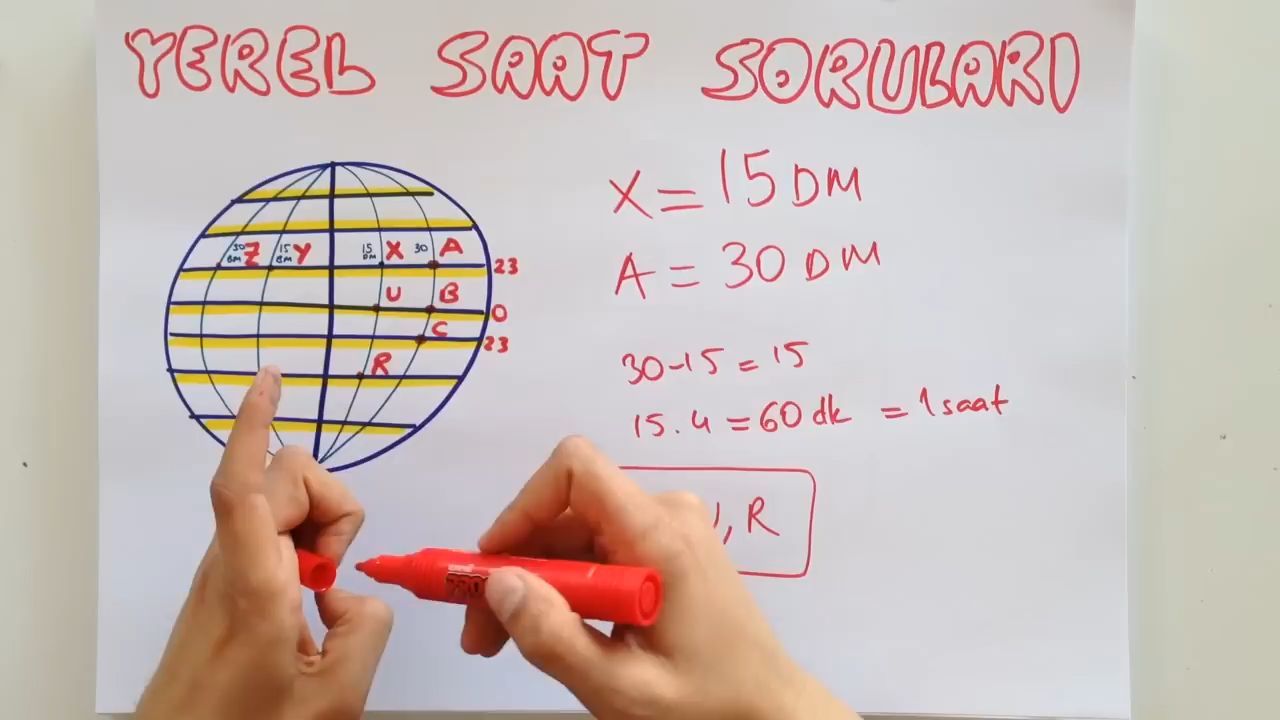 YEREL SAAT SORULARI
X = 15 DM
A = 30 DM
30 BM Z 15 BM Y 15 DM X 30 A
23
U B
0
C
23
R
30-15 = 15
15.4 = 60 dk = 1 saat
, R